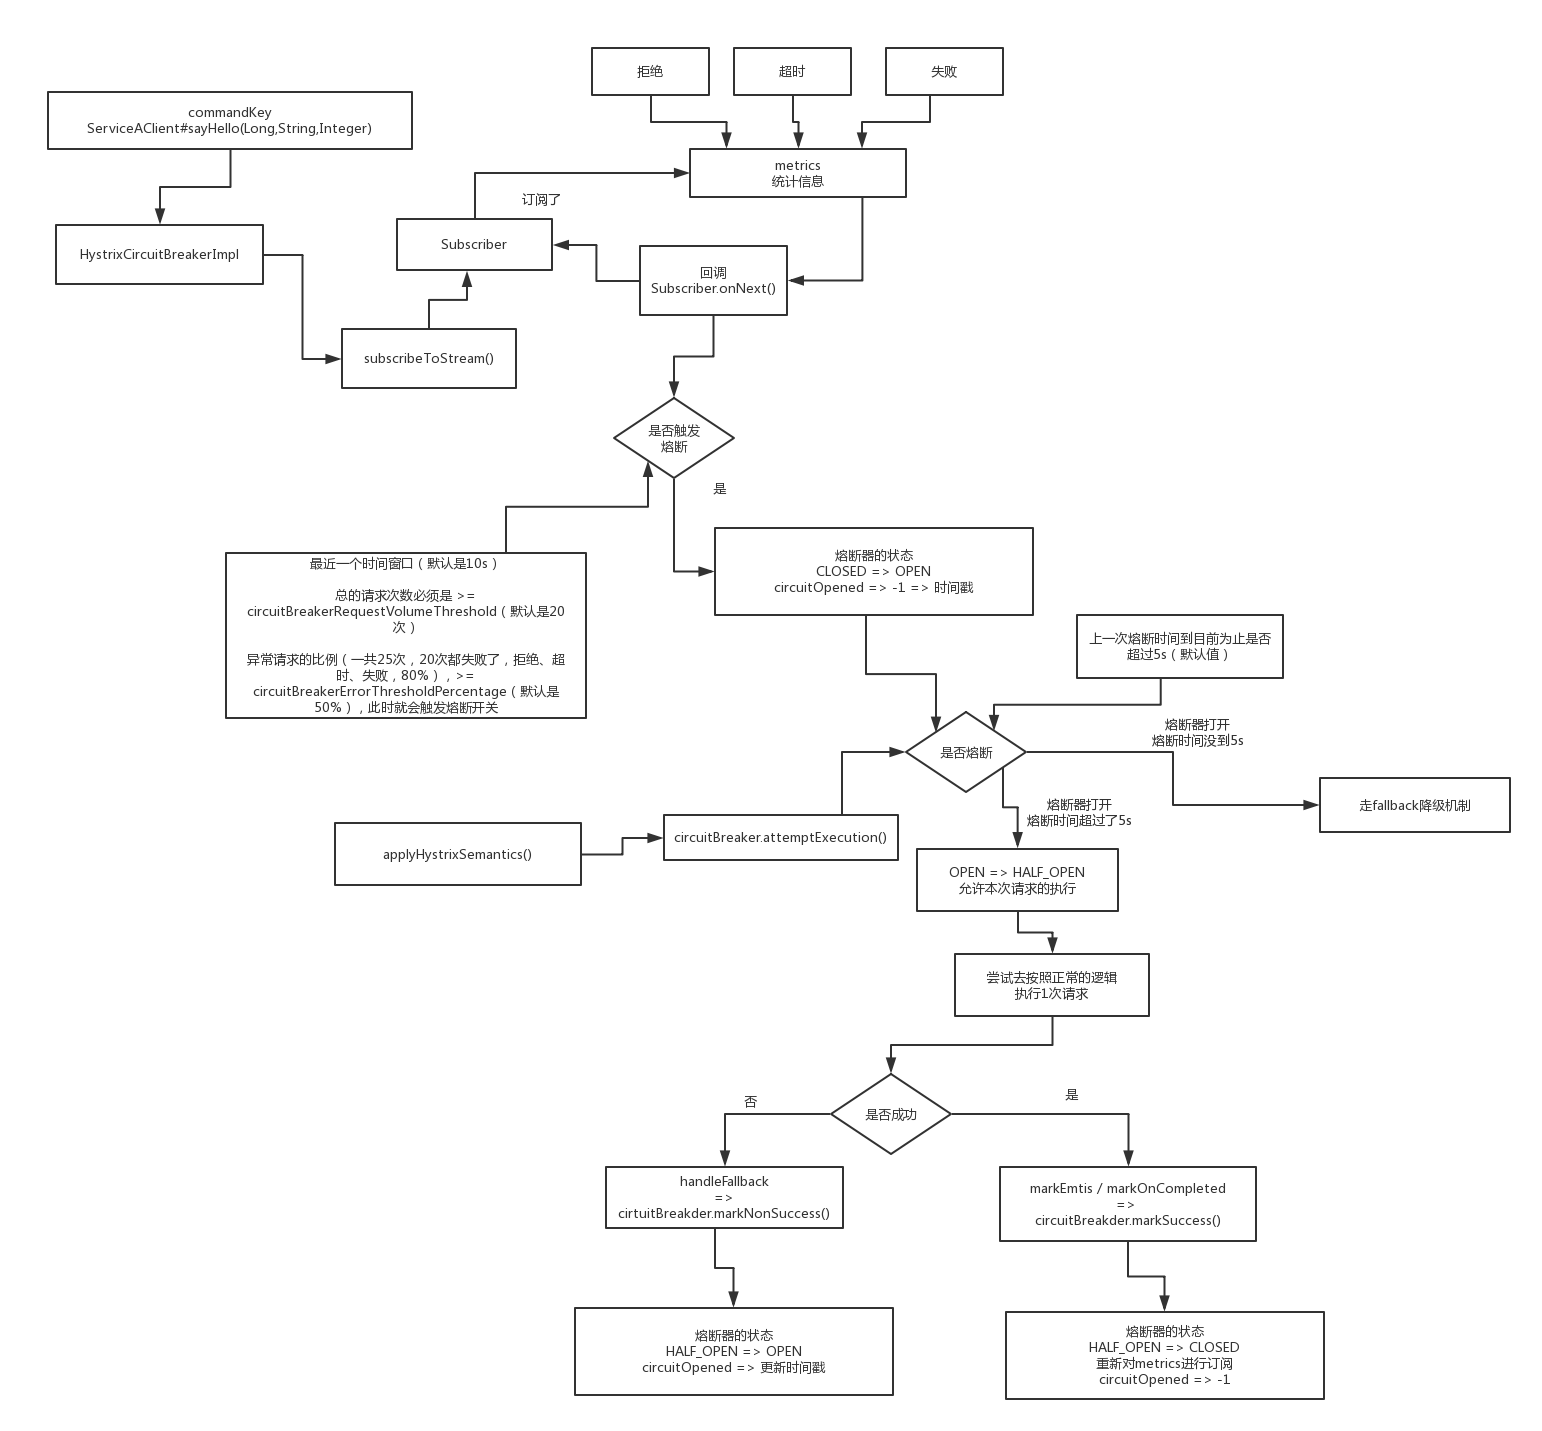 拒绝
超时
失败
commandKey
ServiceAClient#sayHello(Long,String,Integer)
metrics
统计信息
订阅了
Subscriber
HystrixCircuitBreakerImpl
回调
Subscriber.onNext()
subscribeToStream()
是否触发
熔断
是
最近一个时间窗口（默认是10s）
总的请求次数必须是 >=
circuitBreakerRequestVolumeThreshold（默认是20
次）
异常请求的比例（一共25次，20次都失败了，拒绝、超
时、失败，80%），>=
circuitBreakerErrorThresholdPercentage（默认是
50%），此时就会触发熔断开关
熔断器的状态
CLOSED => OPEN
circuitOpened => -1 => 时间戳
上一次熔断时间到目前为止是否
超过5s（默认值）
是否熔断
熔断器打开
熔断时间没到5s
走fallback降级机制
熔断器打开
熔断时间超过了5s
circuitBreaker.attemptExecution()
applyHystrixSemantics()
OPEN => HALF_OPEN
允许本次请求的执行
尝试去按照正常的逻辑
执行1次请求
是否成功
否
是
handleFallback
=>
cirtuitBreakder.markNonSuccess()
markEmtis / markOnCompleted
=>
circuitBreakder.markSuccess()
熔断器的状态
HALF_OPEN => OPEN
circuitOpened => 更新时间戳
熔断器的状态
HALF_OPEN => CLOSED
重新对metrics进行订阅
circuitOpened => -1